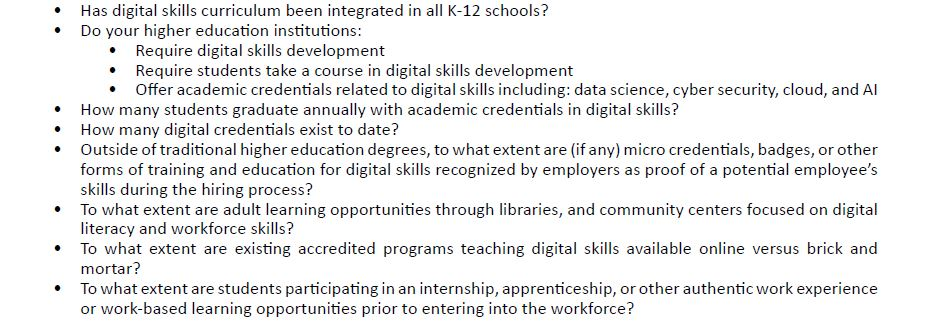 • Has digital skills curriculum been integrated in all K-12 schools?
• Do your higher education institutions:
• Require digital skills development
• Require students take a course in digital skills development
• Offer academic credentials related to digital skills including: data science, cyber security, cloud, and AI
• How many students graduate annually with academic credentials in digital skills?
• How many digital credentials exist to date?
• Outside of traditional higher education degrees, to what extent are (if any) micro credentials, badges, or other
forms of training and education for digital skills recognized by employers as proof of a potential employee's
skills during the hiring process?
• To what extent are adult learning opportunities through libraries, and community centers focused on digital
literacy and workforce skills?
• To what extent are existing accredited programs teaching digital skills available online versus brick and
mortar?
• To what extent are students participating in an internship, apprenticeship, or other authentic work experience
or work-based learning opportunities prior to entering into the workforce?